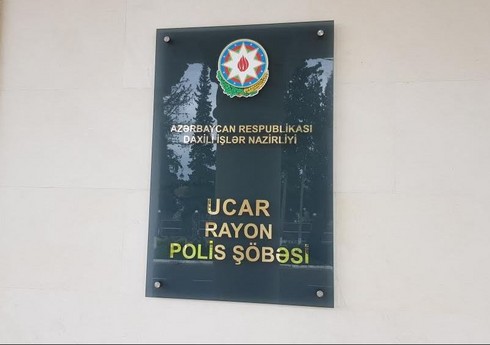 AZƏRBAYCAN RESPUBLİKASI
DAXİLİ İŞLƏR NAZİRLİYİ
UCAR
RAYON
POLİS ŞÖBƏSİ